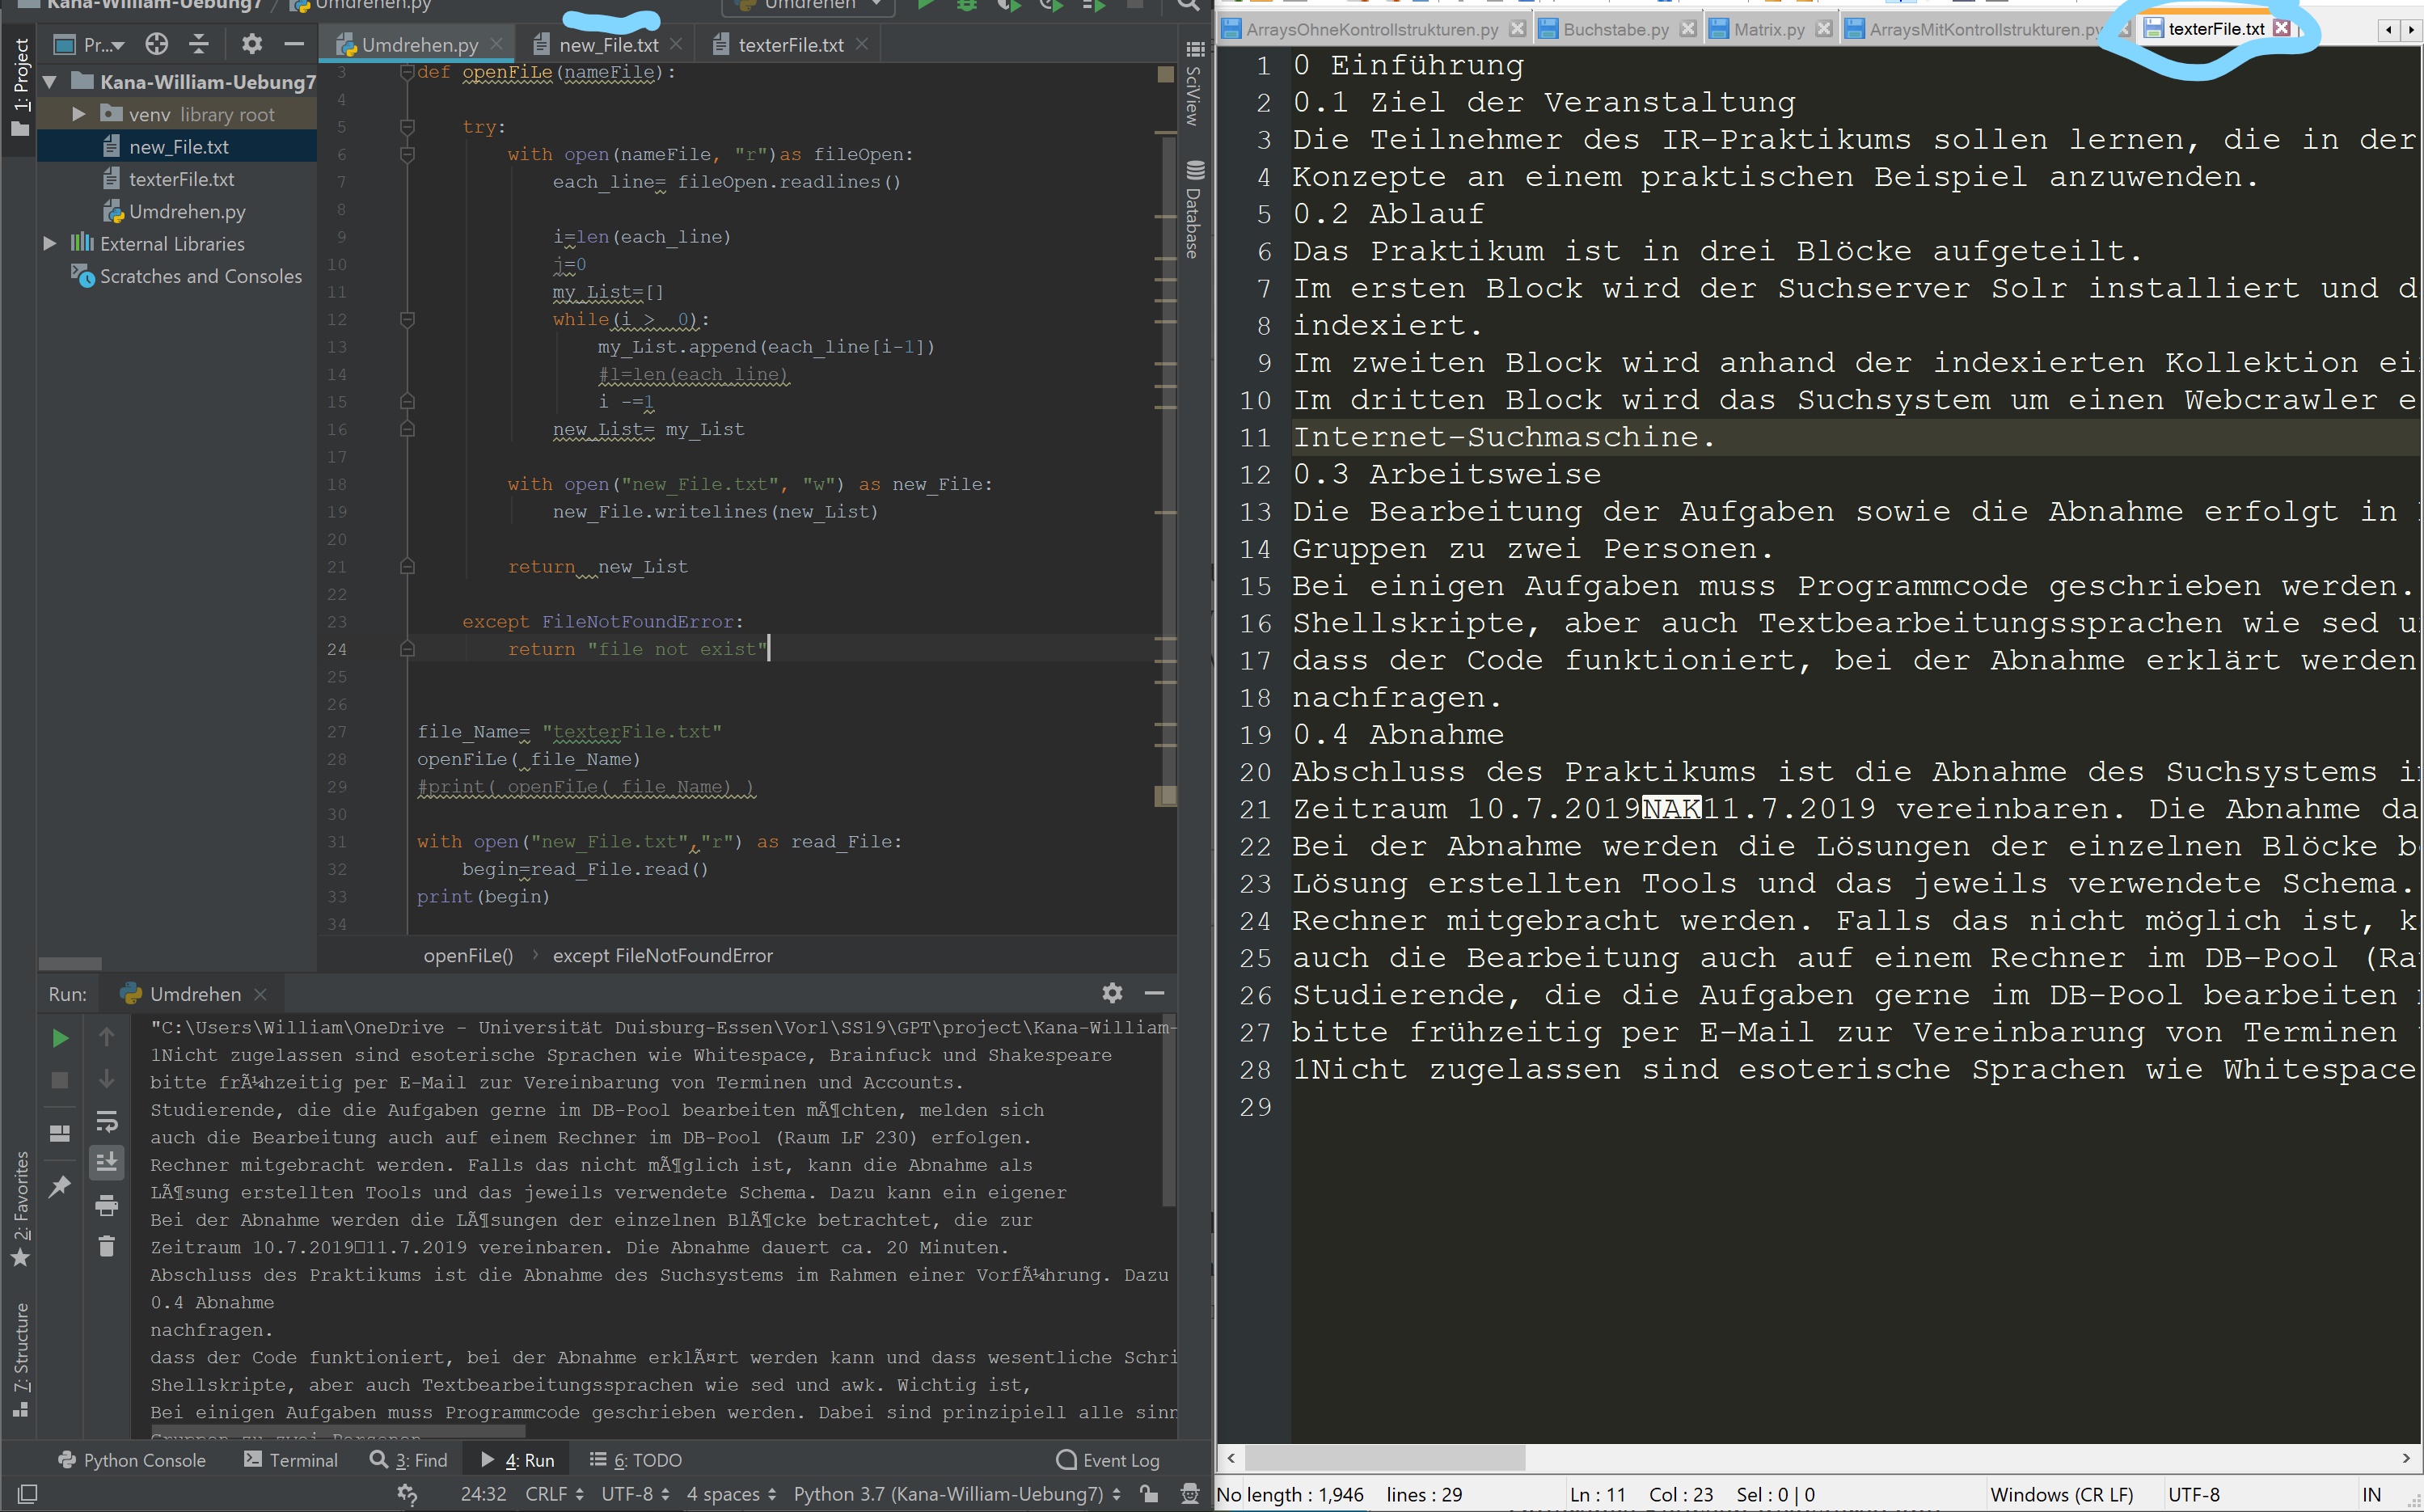 Kana-William-Uebung7 / Umdrehen.py
Umdrehen
1: Project
Pr...
Kana-William-Uebung7
venv library root
new_File.txt
texterFile.txt
Umdrehen.py
External Libraries
Scratches and Consoles
Umdrehen.py
new_File.txt
texterFile.txt
3 def openFiLe(nameFile):
4
5 try:
6 with open(nameFile, "r")as fileOpen:
7 each_line= fileOpen.readlines()
8
9 i=len(each_line)
10 j=0
11 my_List=[]
12 while(i >  0):
13 my_List.append(each_line[i-1])
14 #l=len(each_line)
15 i -=1
16 new_List= my_List
17
18 with open("new_File.txt", "w") as new_File:
19 new_File.writelines(new_List)
20
21 return  new_List
22
23 except FileNotFoundError:
24 return "file not exist"
25
26
27 file_Name= "texterFile.txt"
28 openFiLe( file_Name)
29 #print( openFiLe( file_Name) )
30
31 with open("new_File.txt","r") as read_File:
32 begin=read_File.read()
33 print(begin)
34
openFiLe() › except FileNotFoundError
SciView
Database
Run: Umdrehen
"C:\Users\William\OneDrive - Universität Duisburg-Essen\Vorl\SS19\GPT\project\Kana-William-
1Nicht zugelassen sind esoterische Sprachen wie Whitespace, Brainfuck und Shakespeare
bitte frÃ¼hzeitig per E-Mail zur Vereinbarung von Terminen und Accounts.
Studierende, die die Aufgaben gerne im DB-Pool bearbeiten mÃ¶chten, melden sich
auch die Bearbeitung auch auf einem Rechner im DB-Pool (Raum LF 230) erfolgen.
Rechner mitgebracht werden. Falls das nicht mÃ¶glich ist, kann die Abnahme als
LÃ¶sung erstellten Tools und das jeweils verwendete Schema. Dazu kann ein eigener
Bei der Abnahme werden die LÃ¶sungen der einzelnen BlÃ¶cke betrachtet, die zur
Zeitraum 10.7.2019□11.7.2019 vereinbaren. Die Abnahme dauert ca. 20 Minuten.
Abschluss des Praktikums ist die Abnahme des Suchsystems im Rahmen einer VorfÃ¼hrung. Dazu
0.4 Abnahme
nachfragen.
dass der Code funktioniert, bei der Abnahme erklÃ¤rt werden kann und dass wesentliche Schri
Shellskripte, aber auch Textbearbeitungssprachen wie sed und awk. Wichtig ist,
Bei einigen Aufgaben muss Programmcode geschrieben werden. Dabei sind prinzipiell alle sinn
Gruppen zu zwei Personen
2: Favorites
7: Structure
Python Console
Terminal
3: Find
4: Run
6: TODO
Event Log
24:32 CRLF UTF-8 4 spaces Python 3.7 (Kana-William-Uebung7)
ArraysOhneKontrollstrukturen.py
Buchstabe.py
Matrix.py
ArraysMitKontrollstrukturen.py
texterFile.txt
1 0 Einführung
2 0.1 Ziel der Veranstaltung
3 Die Teilnehmer des IR-Praktikums sollen lernen, die in der
4 Konzepte an einem praktischen Beispiel anzuwenden.
5 0.2 Ablauf
6 Das Praktikum ist in drei Blöcke aufgeteilt.
7 Im ersten Block wird der Suchserver Solr installiert und d
8 indexiert.
9 Im zweiten Block wird anhand der indexierten Kollektion ei
10 Im dritten Block wird das Suchsystem um einen Webcrawler e
11 Internet-Suchmaschine.
12 0.3 Arbeitsweise
13 Die Bearbeitung der Aufgaben sowie die Abnahme erfolgt in
14 Gruppen zu zwei Personen.
15 Bei einigen Aufgaben muss Programmcode geschrieben werden.
16 Shellskripte, aber auch Textbearbeitungssprachen wie sed u
17 dass der Code funktioniert, bei der Abnahme erklärt werden
18 nachfragen.
19 0.4 Abnahme
20 Abschluss des Praktikums ist die Abnahme des Suchsystems i
21 Zeitraum 10.7.2019NAK11.7.2019 vereinbaren. Die Abnahme da
22 Bei der Abnahme werden die Lösungen der einzelnen Blöcke b
23 Lösung erstellten Tools und das jeweils verwendete Schema.
24 Rechner mitgebracht werden. Falls das nicht möglich ist, k
25 auch die Bearbeitung auch auf einem Rechner im DB-Pool (Ra
26 Studierende, die die Aufgaben gerne im DB-Pool bearbeiten
27 bitte frühzeitig per E-Mail zur Vereinbarung von Terminen
28 1Nicht zugelassen sind esoterische Sprachen wie Whitespace
29
No length : 1,946 lines : 29 Ln : 11 Col : 23 Sel : 0 | 0 Windows (CR LF) UTF-8 IN